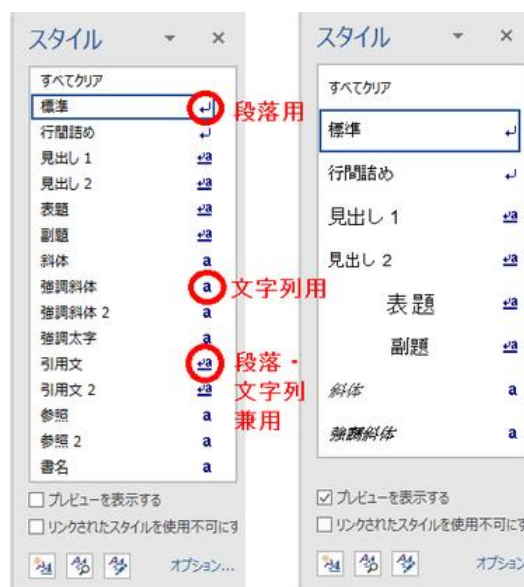 スタイル
すべてクリア
標準
段落用
行間詰め
見出し 1
見出し 2
表題
副題
斜体
強調斜体
a
文字列用
強調斜体 2
a
強調太字
a
引用文
a
段落・
文字列
兼用
引用文 2
a
参照
a
参照 2
a
書名
a
プレビューを表示する
リンクされたスタイルを使用不可にす
オプション...
スタイル
すべてクリア
標準
行間詰め
見出し 1
a
見出し 2
a
表題
a
副題
a
斜体
a
強調斜体
a
プレビューを表示する
リンクされたスタイルを使用不可にす
オプション